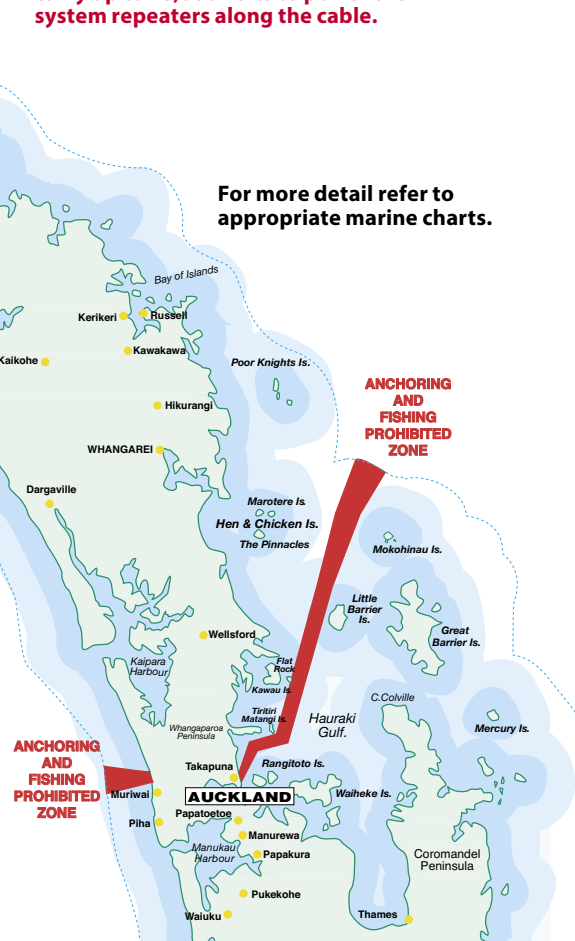 system repeaters along the cable.
For more detail refer to
appropriate marine charts.
Bay of Islands
Kerikeri
Russell
Kawakawa
Kaikohe
Poor Knights Is.
ANCHORING
AND
FISHING
PROHIBITED
ZONE
Hikurangi
WHANGAREI
Dargaville
Marotere Is.
Hen & Chicken Is.
The Pinnacles
Mokohinau Is.
Little
Barrier
Is.
Great
Barrier Is.
Wellsford
Kaipara
Harbour
Flat
Rock
Kawau Is.
C.Colville
Tiritiri
Matangi Is.
Hauraki
Gulf.
Whangaparoa
Peninsula
Mercury Is.
ANCHORING
AND
FISHING
PROHIBITED
ZONE
Takapuna
Rangitoto Is.
Muriwai
AUCKLAND
Waiheke Is.
Piha
Papatoetoe
Manurewa
Manukau
Harbour
Papakura
Coromandel
Peninsula
Pukekohe
Waiuku
Thames